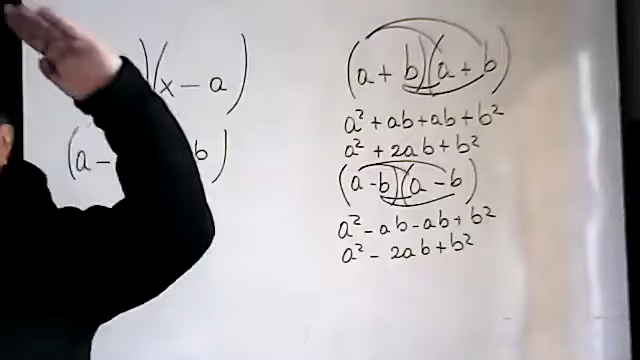 )(x - a)
(a - b)
(a + b)(a + b)
a² + ab + ab + b²
a² + 2ab + b²
(a - b)(a - b)
a² - ab - ab + b²
a² - 2ab + b²